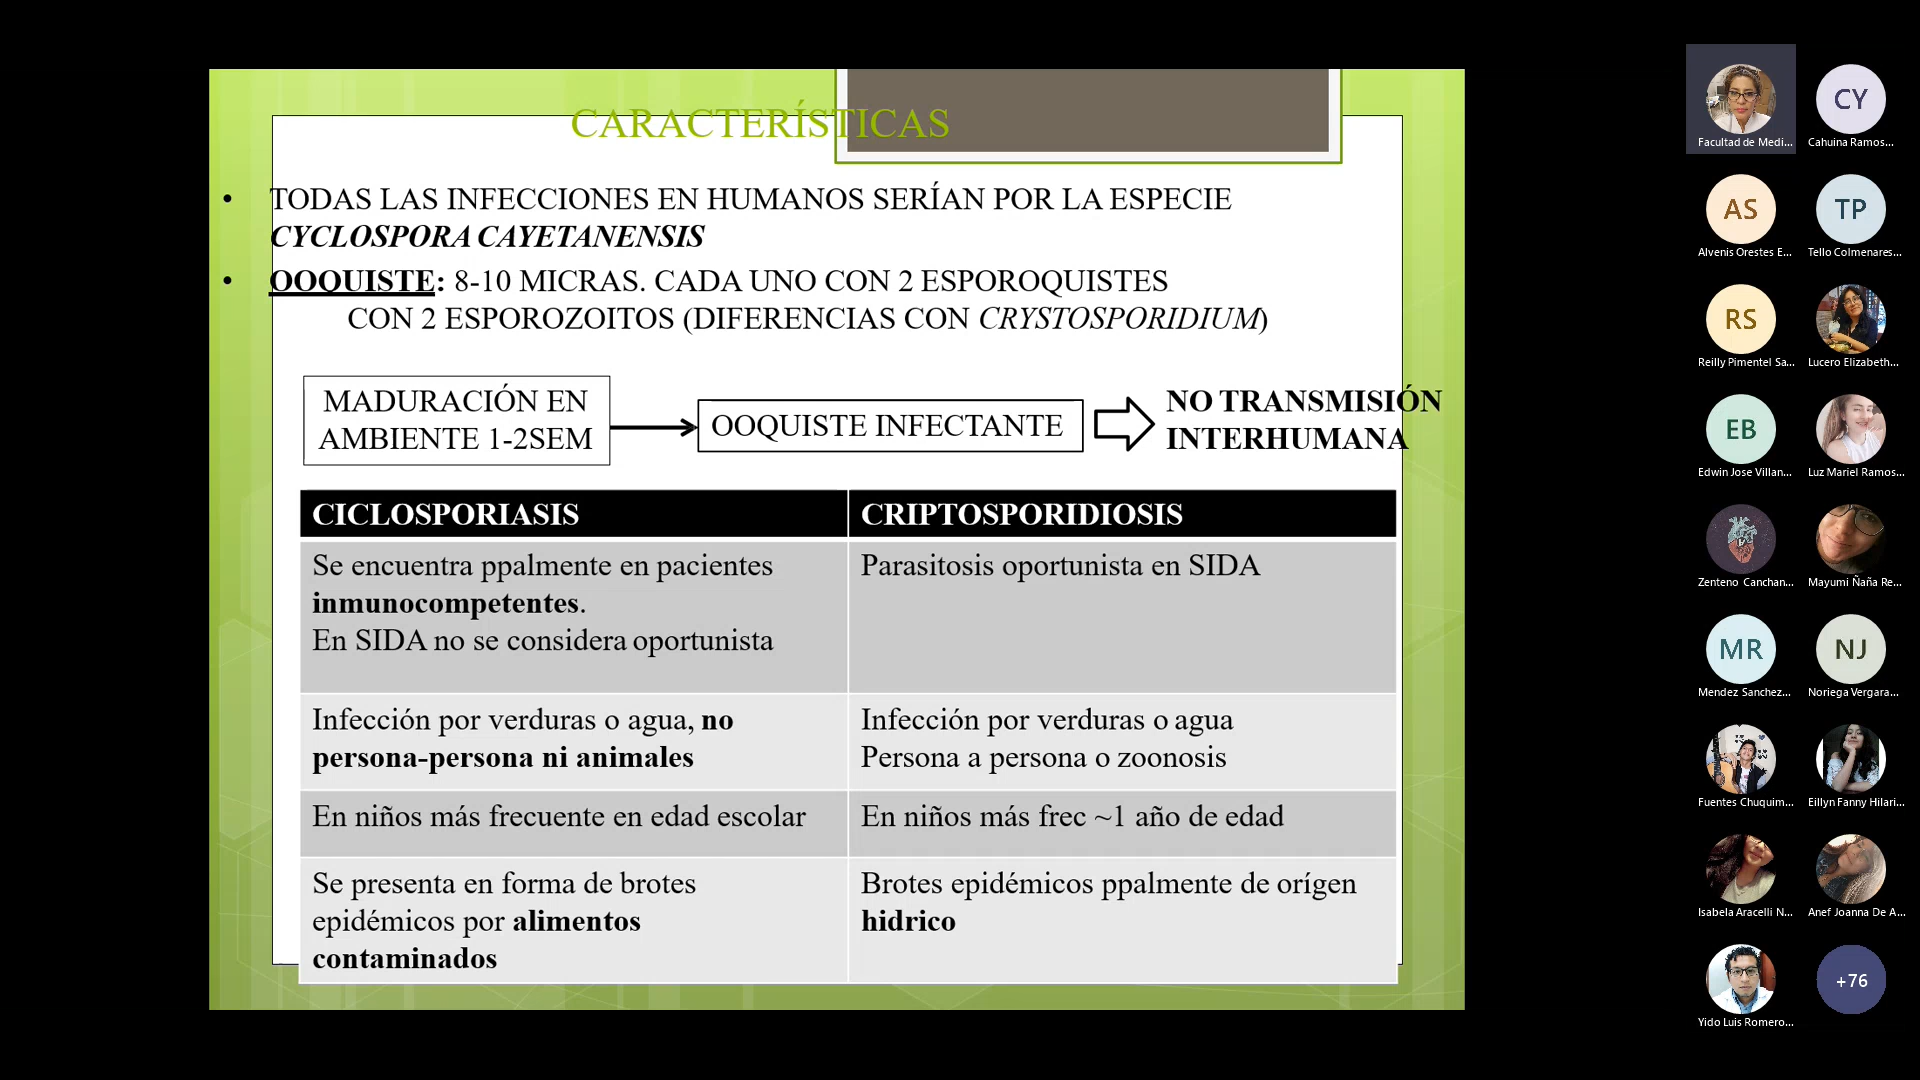 CARACTERÍSTICAS
• TODAS LAS INFECCIONES EN HUMANOS SERÍAN POR LA ESPECIE
CYCLOSPORA CAYETANENSIS
• OOQUISTE: 8-10 MICRAS. CADA UNO CON 2 ESPOROQUISTES
CON 2 ESPOROZOITOS (DIFERENCIAS CON CRYSTOSPORIDIUM)
MADURACIÓN EN
AMBIENTE 1-2SEM
OOQUISTE INFECTANTE
NO TRANSMISIÓN
INTERHUMANA
CICLOSPORIASIS
CRIPTOSPORIDIOSIS
Se encuentra ppalmente en pacientes
inmunocompetentes.
En SIDA no se considera oportunista
Parasitosis oportunista en SIDA
Infección por verduras o agua, no
persona-persona ni animales
Infección por verduras o agua
Persona a persona o zoonosis
En niños más frecuente en edad escolar
En niños más frec ~1 año de edad
Se presenta en forma de brotes
epidémicos por alimentos
contaminados
Brotes epidémicos ppalmente de orígen
hidrico
Facultad de Medi...
CY
Cahuina Ramos...
AS
Alvenis Orestes E...
TP
Tello Colmenares...
RS
Reilly Pimentel Sa...
Lucero Elizabeth...
EB
Edwin Jose Villan...
Luz Mariel Ramos...
Zenteno Canchan...
Mayumi Ñaña Re...
MR
Mendez Sanchez...
NJ
Noriega Vergara...
Fuentes Chuquim...
Eillyn Fanny Hilari...
Isabela Aracelli N...
Anef Joanna De A...
Yido Luis Romero...
+76